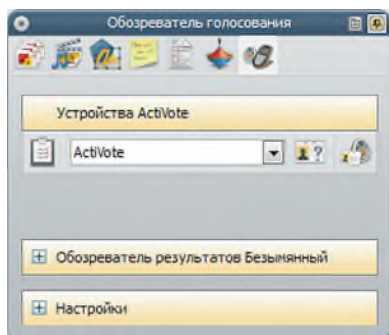 Обозреватель голосования
Устройства ActiVote
ActiVote
Обозреватель результатов Безымянный
Настройки